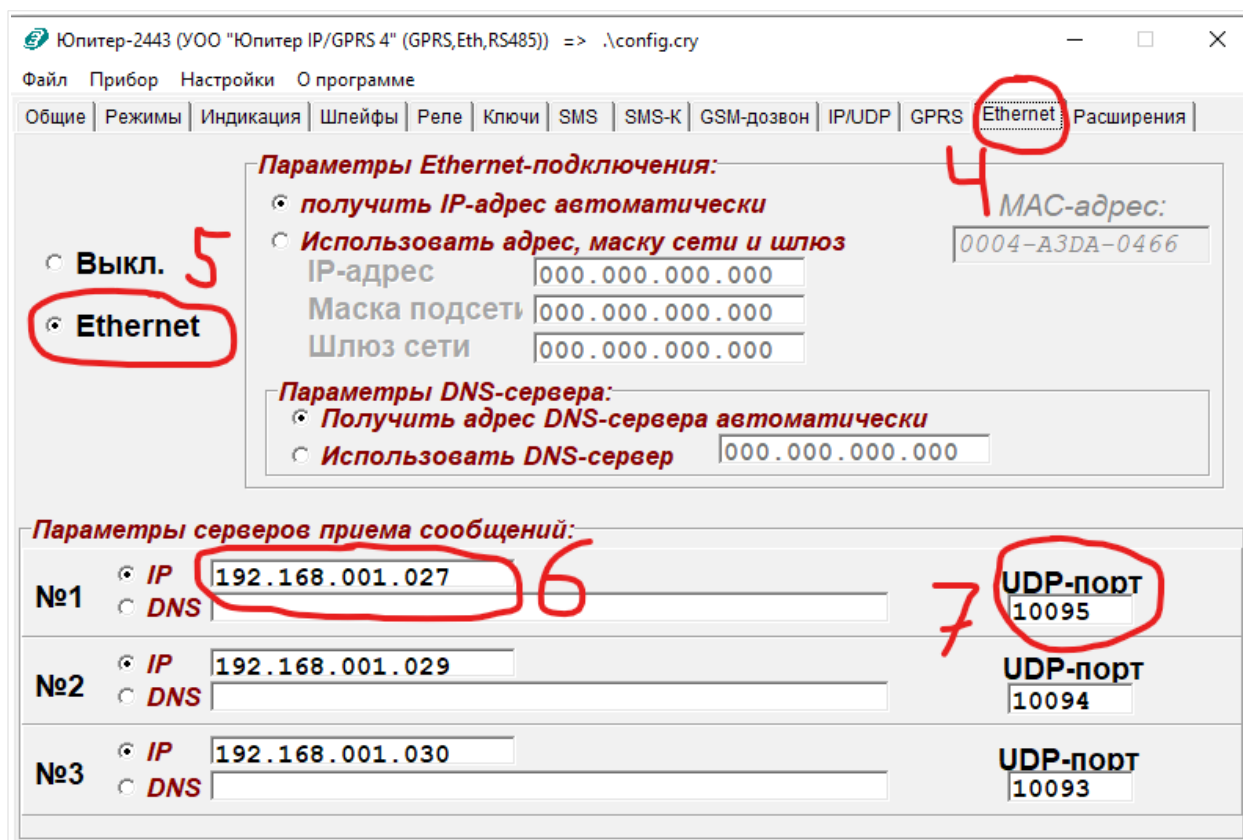 Юпитер-2443 (УОО "Юпитер IP/GPRS 4" (GPRS,Eth,RS485)) => .\config.cry
Файл Прибор Настройки О программе
Общие Режимы Индикация Шлейфы Реле Ключи SMS SMS-К GSM-дозвон IP/UDP GPRS Ethernet Расширения
4
Параметры Ethernet-подключения:
получить IP-адрес автоматически
MAC-адрес:
Использовать адрес, маску сети и шлюз
0004-A3DA-0466
Выкл. 5
IP-адрес 000.000.000.000
Маска подсети 000.000.000.000
Ethernet
Шлюз сети 000.000.000.000
Параметры DNS-сервера:
Получить адрес DNS-сервера автоматически
Использовать DNS-сервер 000.000.000.000
Параметры серверов приема сообщений:
№1 IP 192.168.001.027 6 7 UDP-порт
DNS 10095
№2 IP 192.168.001.029 UDP-порт
DNS 10094
№3 IP 192.168.001.030 UDP-порт
DNS 10093